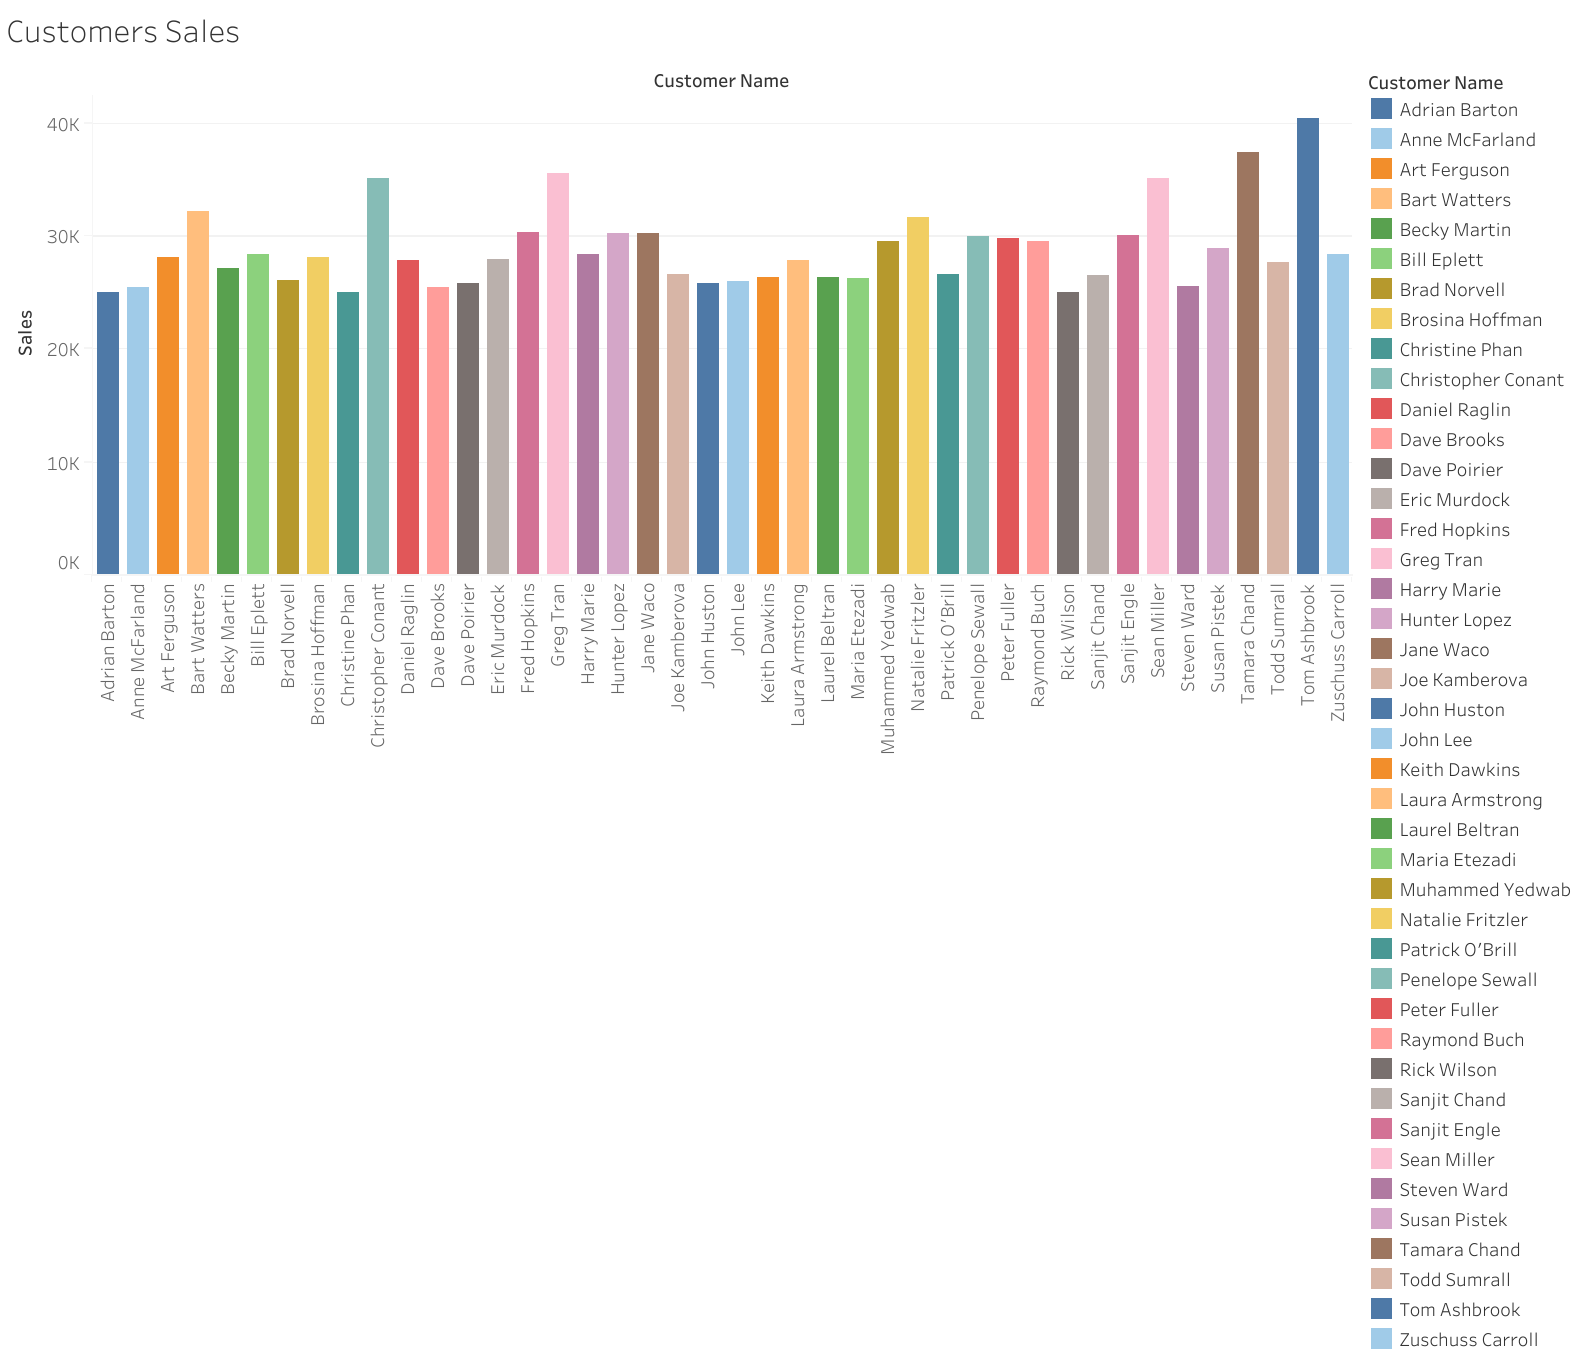 Customers Sales
Customer Name
40K
30K
20K
10K
0K
Sales
Adrian Barton
Anne McFarland
Art Ferguson
Bart Watters
Becky Martin
Bill Eplett
Brad Norvell
Brosina Hoffman
Christine Phan
Christopher Conant
Daniel Raglin
Dave Brooks
Dave Poirier
Eric Murdock
Fred Hopkins
Greg Tran
Harry Marie
Hunter Lopez
Jane Waco
Joe Kamberova
John Huston
John Lee
Keith Dawkins
Laura Armstrong
Laurel Beltran
Maria Etezadi
Muhammed Yedwab
Natalie Fritzler
Patrick O'Brill
Penelope Sewall
Peter Fuller
Raymond Buch
Rick Wilson
Sanjit Chand
Sanjit Engle
Sean Miller
Steven Ward
Susan Pistek
Tamara Chand
Todd Sumrall
Tom Ashbrook
Zuschuss Carroll
Customer Name
Adrian Barton
Anne McFarland
Art Ferguson
Bart Watters
Becky Martin
Bill Eplett
Brad Norvell
Brosina Hoffman
Christine Phan
Christopher Conant
Daniel Raglin
Dave Brooks
Dave Poirier
Eric Murdock
Fred Hopkins
Greg Tran
Harry Marie
Hunter Lopez
Jane Waco
Joe Kamberova
John Huston
John Lee
Keith Dawkins
Laura Armstrong
Laurel Beltran
Maria Etezadi
Muhammed Yedwab
Natalie Fritzler
Patrick O'Brill
Penelope Sewall
Peter Fuller
Raymond Buch
Rick Wilson
Sanjit Chand
Sanjit Engle
Sean Miller
Steven Ward
Susan Pistek
Tamara Chand
Todd Sumrall
Tom Ashbrook
Zuschuss Carroll